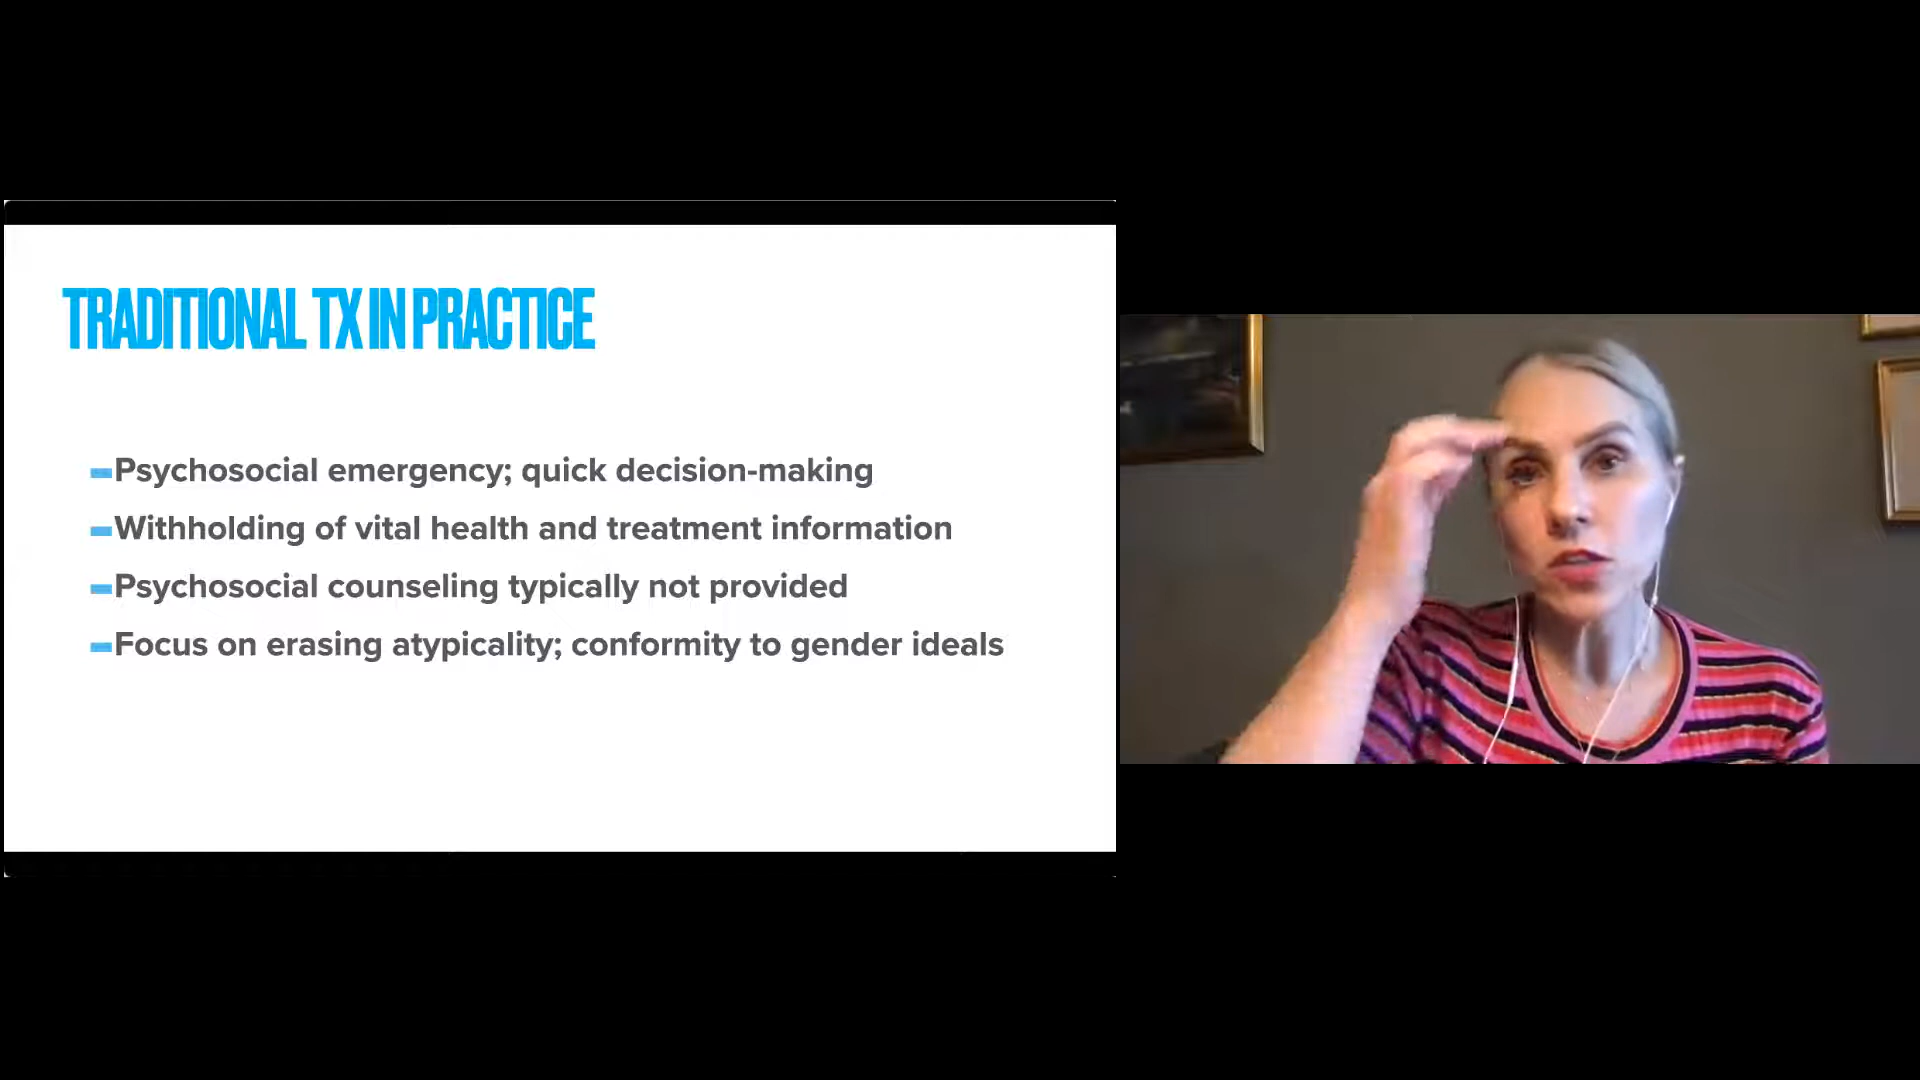 TRADITIONAL TX IN PRACTICE
Psychosocial emergency; quick decision-making
Withholding of vital health and treatment information
Psychosocial counseling typically not provided
Focus on erasing atypicality; conformity to gender ideals